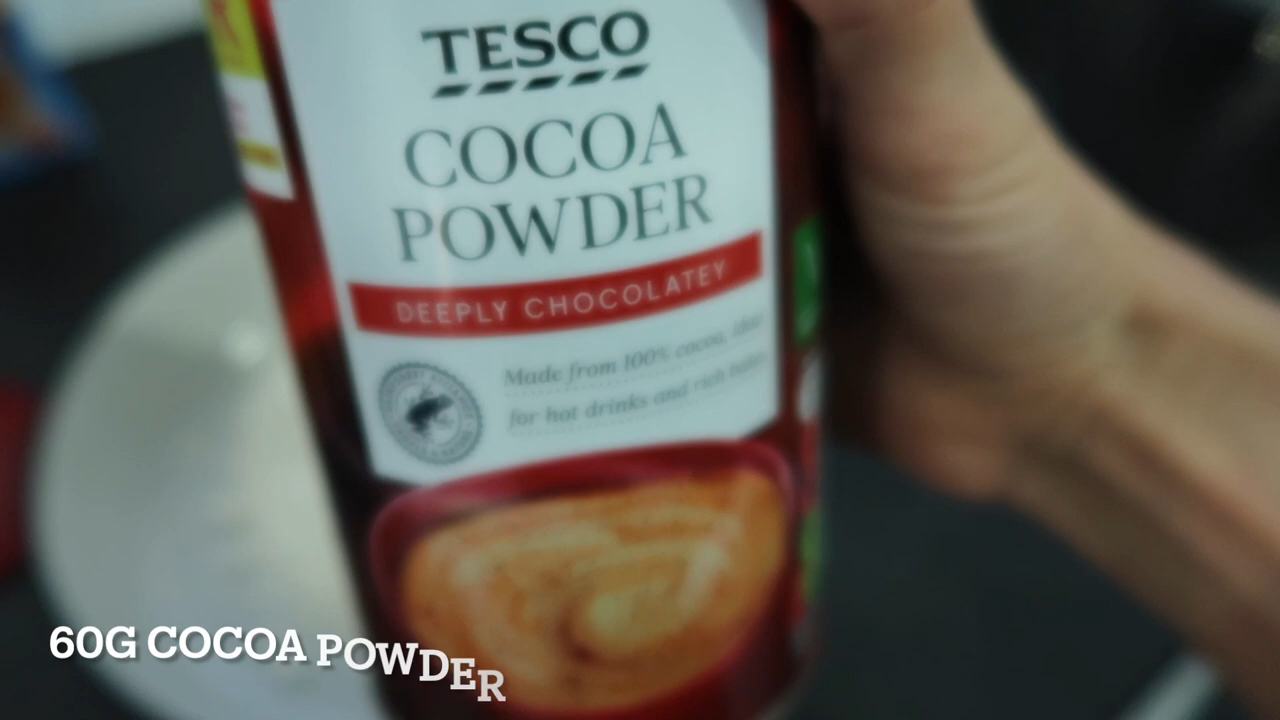 TESCO
COCOA
POWDER
DEEPLY CHOCOLATEY
Made from 100% cocoa,
for hot drinks and rich
60G COCOA POWDER